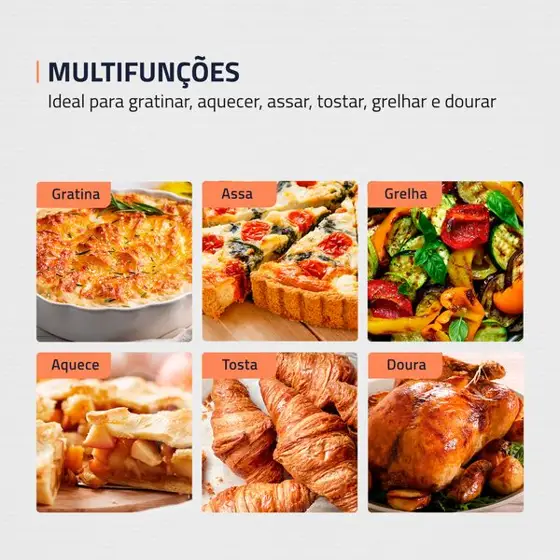 MULTIFUNÇÕES
Ideal para gratinar, aquecer, assar, tostar, grelhar e dourar
Gratina
Assa
Grelha
Aquece
Tosta
Doura